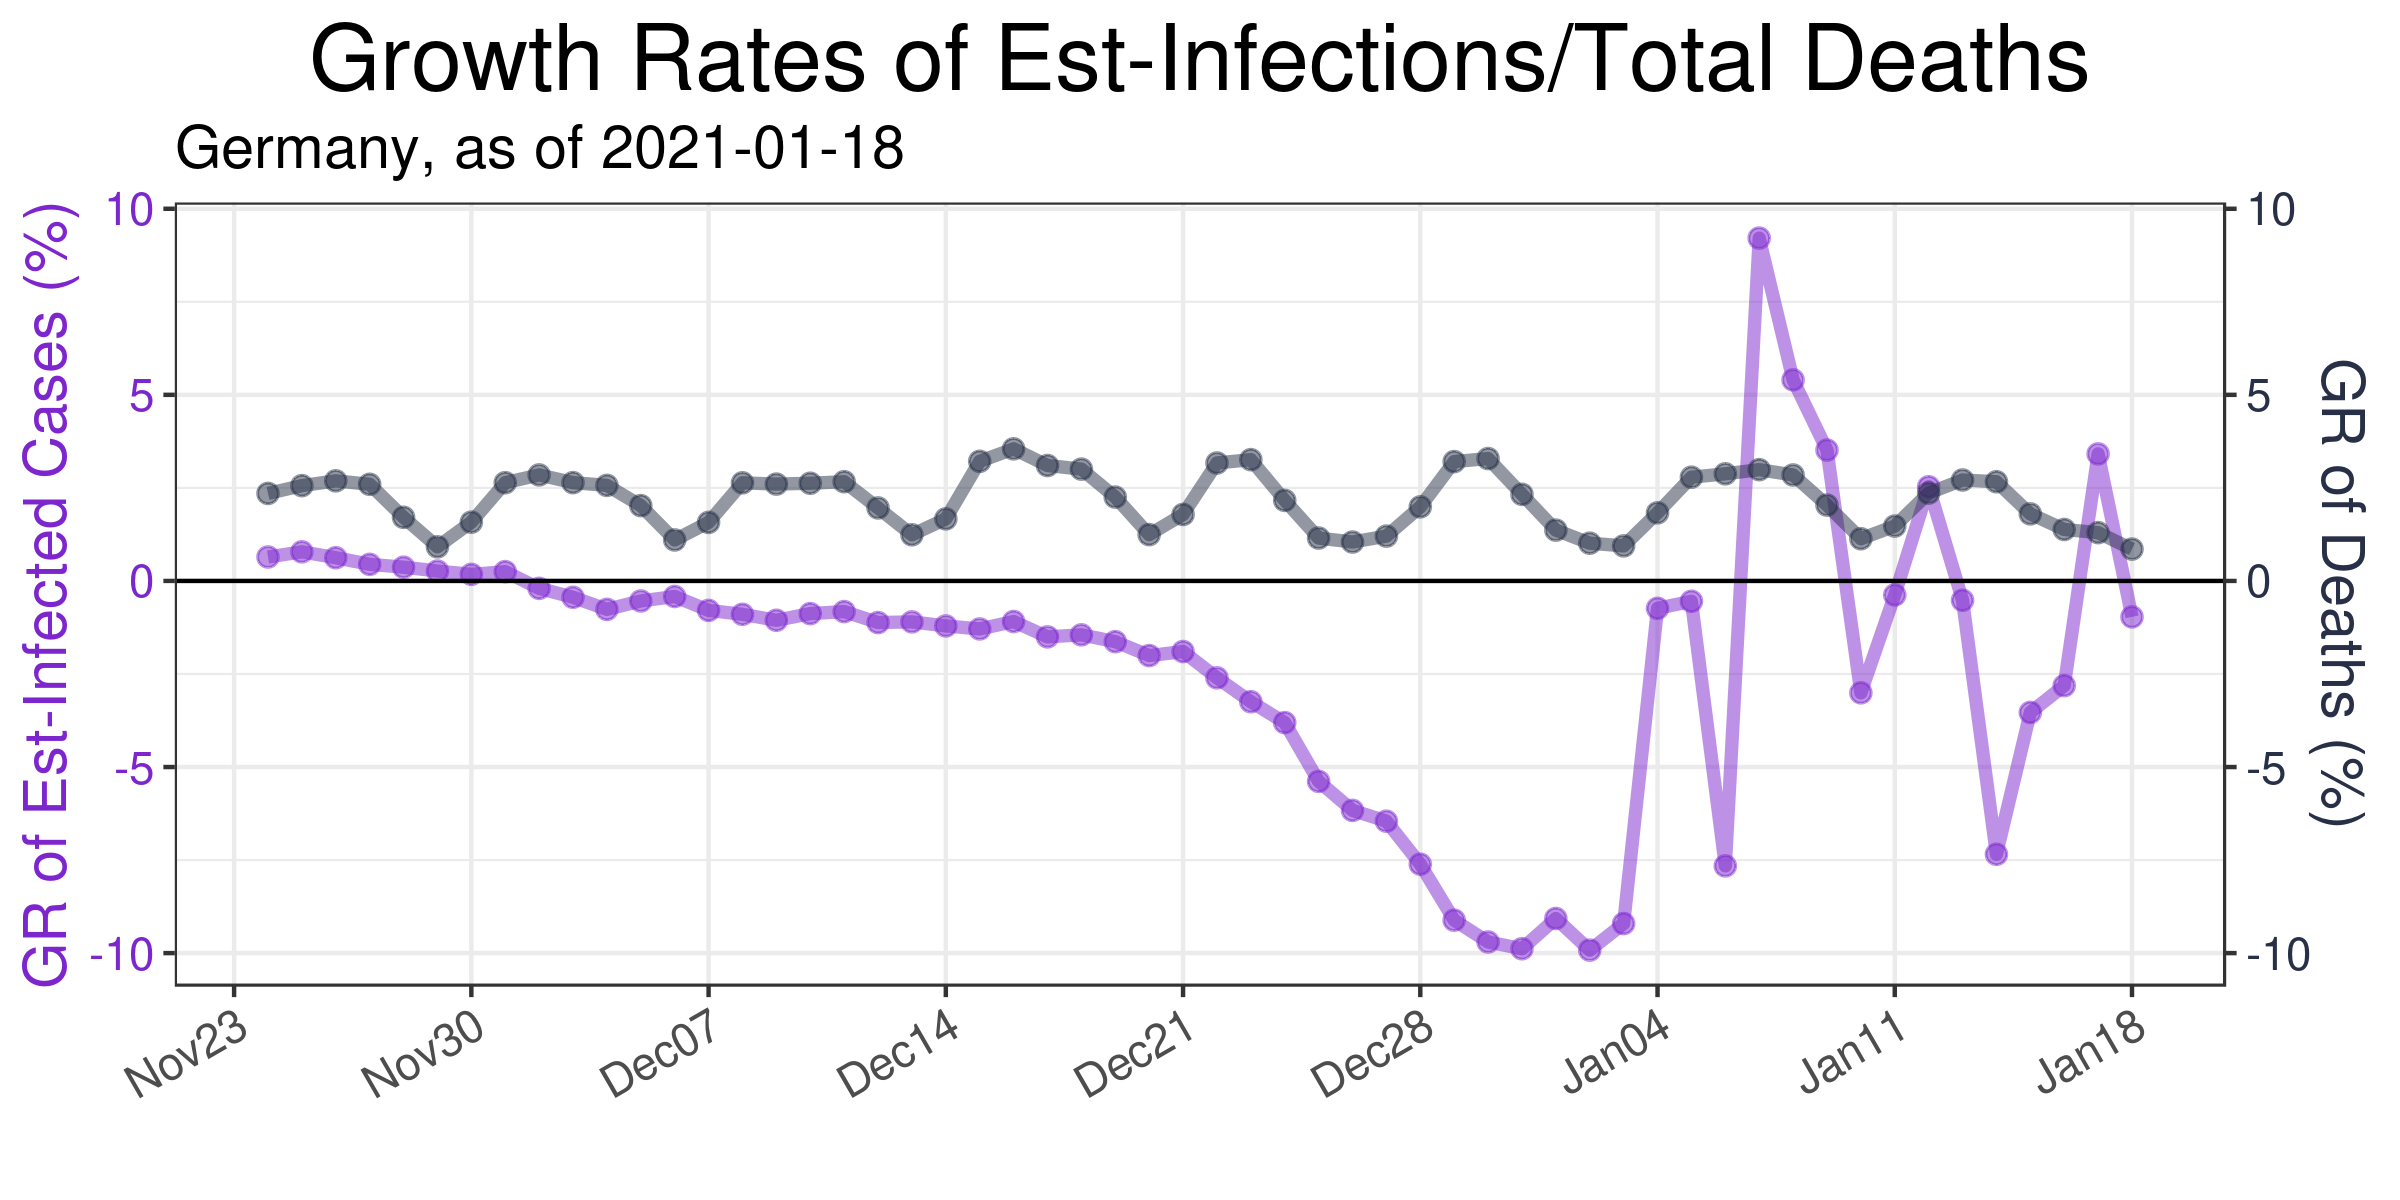 Growth Rates of Est-Infections/Total Deaths
Germany, as of 2021-01-18
GR of Est-Infected Cases (%)
10
5
0
-5
-10
10
5
0
-5
-10
GR of Deaths (%)
Nov23
Nov30
Dec07
Dec14
Dec21
Dec28
Jan04
Jan11
Jan18